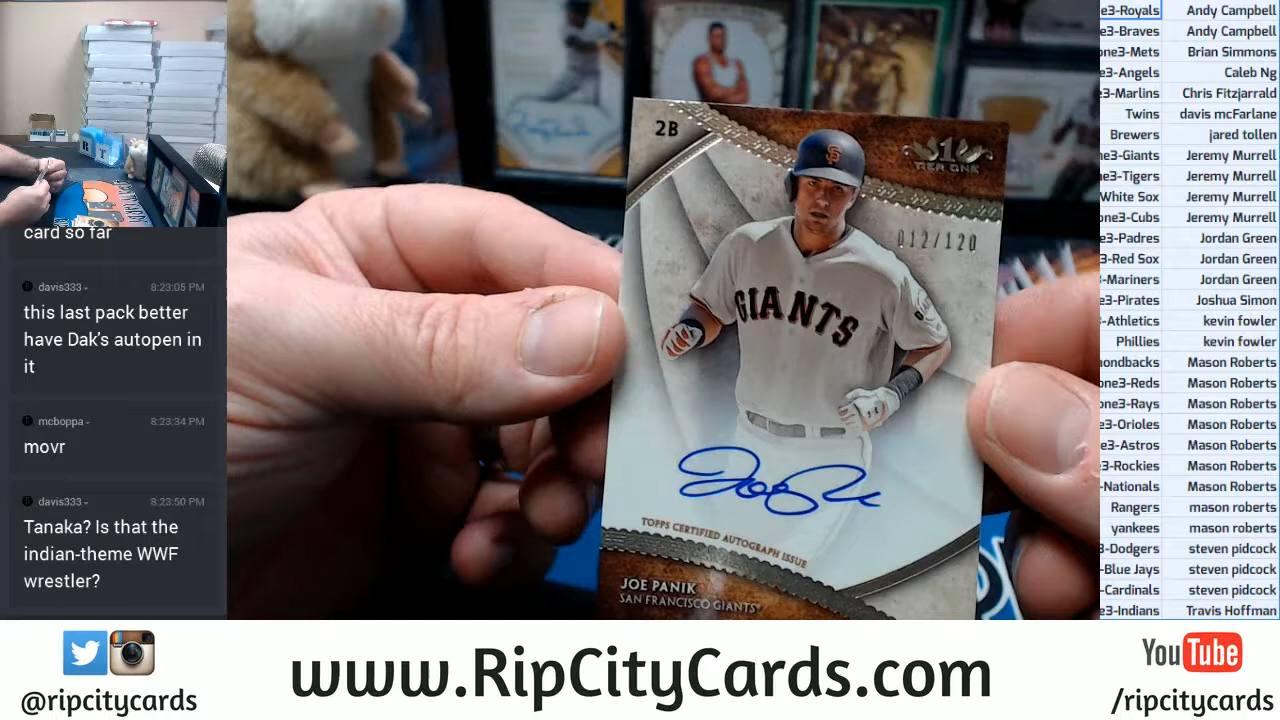 card so far
davis333
8:23:05 PM
this last pack better
have Dak's autopen in
it
mcboppa
8:23:34 PM
movr
davis333
8:23:50 PM
Tanaka? Is that the
indian-theme WWF
wrestler?
2B
1
TIER ONE
012/120
SF
GIANTS
TOPPS CERTIFIED AUTOGRAPH ISSUE
JOE PANIK
SAN FRANCISCO GIANTS
e3-Royals Andy Campbell
e3-Braves Andy Campbell
one3-Mets Brian Simmons
e3-Angels Caleb Ng
e3-Marlins Chris Fitzjarrald
Twins davis mcFarlane
Brewers jared tollen
e3-Giants Jeremy Murrell
e3-Tigers Jeremy Murrell
White Sox Jeremy Murrell
one3-Cubs Jeremy Murrell
e3-Padres Jordan Green
3-Red Sox Jordan Green
3-Mariners Jordan Green
e3-Pirates Joshua Simon
3-Athletics kevin fowler
Phillies kevin fowler
mondbacks Mason Roberts
one3-Reds Mason Roberts
one3-Rays Mason Roberts
e3-Orioles Mason Roberts
e3-Astros Mason Roberts
e3-Rockies Mason Roberts
-Nationals Mason Roberts
Rangers mason roberts
yankees mason roberts
3-Dodgers steven pidcock
-Blue Jays steven pidcock
-Cardinals steven pidcock
e3-Indians Travis Hoffman
@ripcitycards
www.RipCityCards.com
YouTube
/ripcitycards